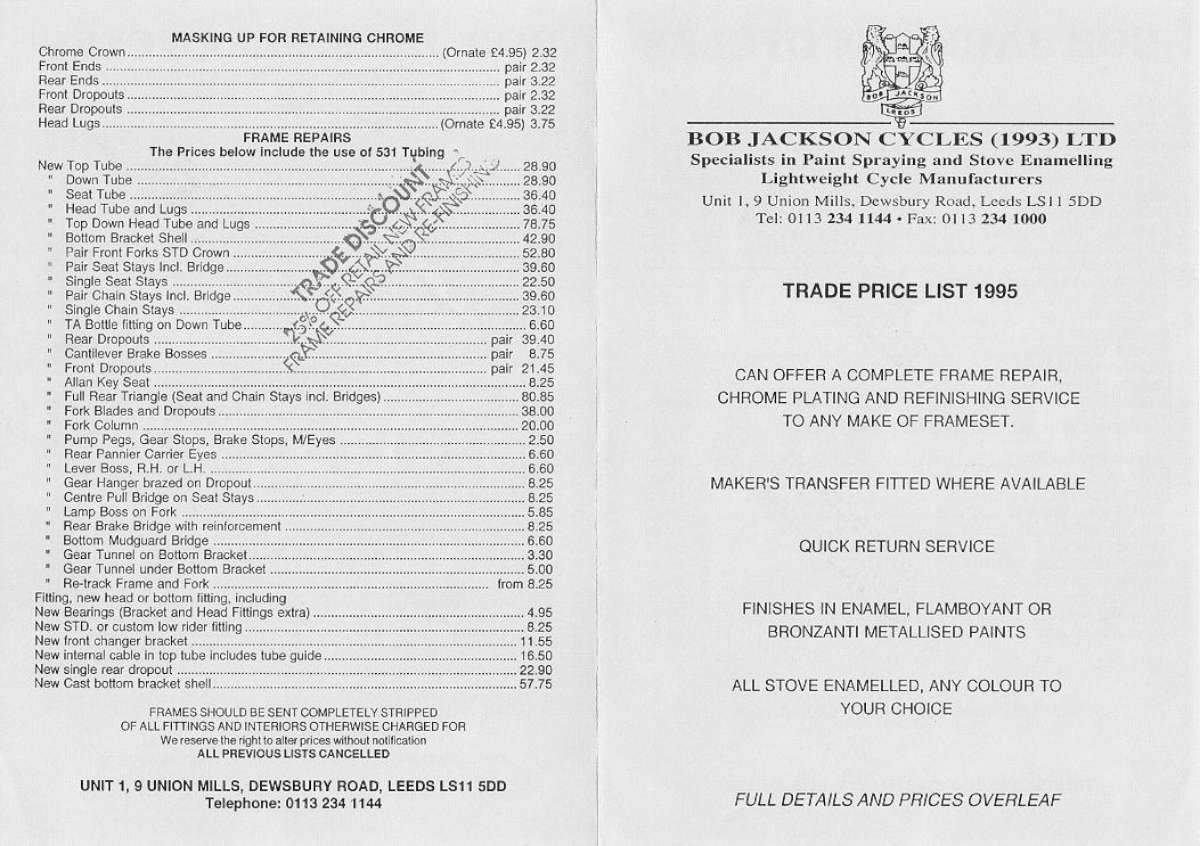 MASKING UP FOR RETAINING CHROME
Chrome Crown (Ornate £4.95) 2.32
Front Ends pair 2.32
Rear Ends pair 3.22
Front Dropouts pair 2.32
Rear Dropouts pair 3.22
Head Lugs (Ornate £4.95) 3.75
FRAME REPAIRS
The Prices below include the use of 531 Tubing
New Top Tube 28.90
" Down Tube 28.90
" Seat Tube 36.40
" Head Tube and Lugs 36.40
" Top Down Head Tube and Lugs 78.75
" Bottom Bracket Shell 42.90
" Pair Front Forks STD Crown 52.80
" Pair Seat Stays Incl. Bridge 39.60
" Single Seat Stays 22.50
" Pair Chain Stays Incl. Bridge 39.60
" Single Chain Stays 23.10
" TA Bottle fitting on Down Tube 6.60
" Rear Dropouts pair 39.40
" Cantilever Brake Bosses pair 8.75
" Front Dropouts pair 21.45
" Allan Key Seat 8.25
" Full Rear Triangle (Seat and Chain Stays incl. Bridges) 80.85
" Fork Blades and Dropouts 38.00
" Fork Column 20.00
" Pump Pegs, Gear Stops, Brake Stops, M/Eyes 2.50
" Rear Pannier Carrier Eyes 6.60
" Lever Boss, R.H. or L.H. 6.60
" Gear Hanger brazed on Dropout 8.25
" Centre Pull Bridge on Seat Stays 8.25
" Lamp Boss on Fork 5.85
" Rear Brake Bridge with reinforcement 8.25
" Bottom Mudguard Bridge 6.60
" Gear Tunnel on Bottom Bracket 3.30
" Gear Tunnel under Bottom Bracket 5.00
" Re-track Frame and Fork from 8.25
Fitting, new head or bottom fitting, including
New Bearings (Bracket and Head Fittings extra) 4.95
New STD. or custom low rider fitting 8.25
New front changer bracket 11.55
New internal cable in top tube includes tube guide 16.50
New single rear dropout 22.90
New Cast bottom bracket shell 57.75
TRADE DISCOUNT
25% OFF RETAIL NEW FRAMES
FRAME REPAIRS AND RE-FINISHING
FRAMES SHOULD BE SENT COMPLETELY STRIPPED
OF ALL FITTINGS AND INTERIORS OTHERWISE CHARGED FOR
We reserve the right to alter prices without notification
ALL PREVIOUS LISTS CANCELLED
UNIT 1, 9 UNION MILLS, DEWSBURY ROAD, LEEDS LS11 5DD
Telephone: 0113 234 1144
BOB JACKSON
LEEDS
BOB JACKSON CYCLES (1993) LTD
Specialists in Paint Spraying and Stove Enamelling
Lightweight Cycle Manufacturers
Unit 1, 9 Union Mills, Dewsbury Road, Leeds LS11 5DD
Tel: 0113 234 1144 • Fax: 0113 234 1000
TRADE PRICE LIST 1995
CAN OFFER A COMPLETE FRAME REPAIR,
CHROME PLATING AND REFINISHING SERVICE
TO ANY MAKE OF FRAMESET.
MAKER'S TRANSFER FITTED WHERE AVAILABLE
QUICK RETURN SERVICE
FINISHES IN ENAMEL, FLAMBOYANT OR
BRONZANTI METALLISED PAINTS
ALL STOVE ENAMELLED, ANY COLOUR TO
YOUR CHOICE
FULL DETAILS AND PRICES OVERLEAF